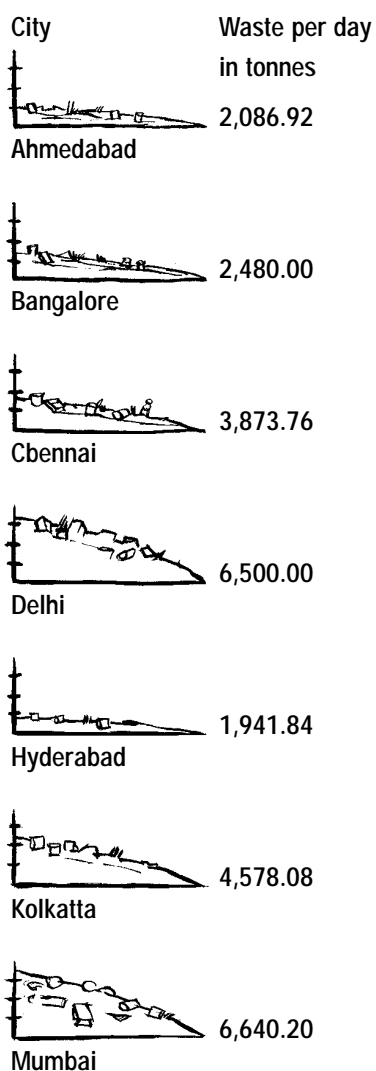 City Waste per day
in tonnes
2,086.92
Ahmedabad
2,480.00
Bangalore
3,873.76
Cbennai
6,500.00
Delhi
1,941.84
Hyderabad
4,578.08
Kolkatta
6,640.20
Mumbai